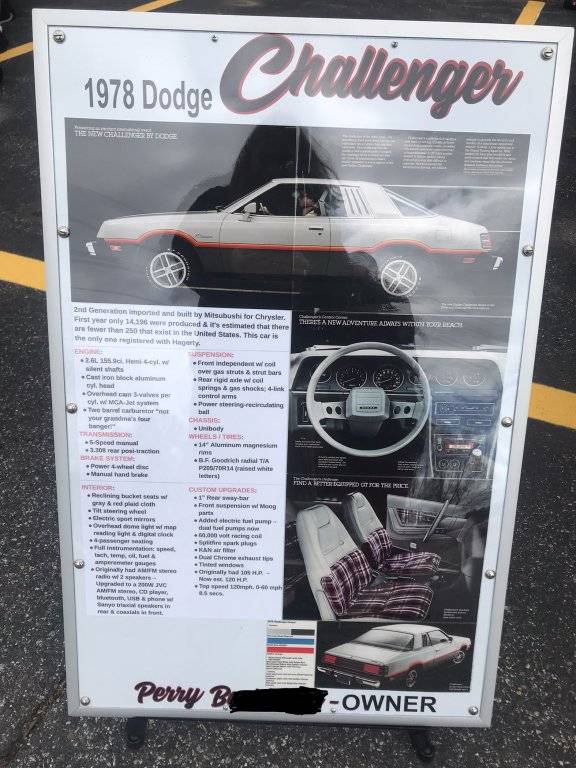 1978 Dodge Challenger
THE NEW CHALLENGER BY DODGE
2nd Generation imported and built by Mitsubushi for Chrysler.
First year only 14,196 were produced & it's estimated that there
are fewer than 250 that exist in the United States. This car is
the only one registered with Hagarty.
ENGINE:
• 2.6L 155.9ci. Hemi-4-cyl. w/
silent shafts
• Cast iron block aluminum
cyl. head
• Overhead cam 3-valves per
cyl. w/ MCA-Jet system
• Two barrel carburetor "not
your grandma's four
banger!"
TRANSMISSION:
• 5-Speed manual
• 3.308 rear posi-traction
BRAKE SYSTEM:
• Power 4-wheel disc
• Manual hand brake
SUSPENSION:
• Front independent w/ coil
over gas struts & strut bars
• Rear rigid axle w/ coil
springs & gas shocks; 4-link
control arms
• Power steering-recirculating
ball
CHASSIS:
• Unibody
WHEELS / TIRES:
• 14" Aluminum magnesium
rims
• B.F. Goodrich radial T/A
P205/70R14 (raised white
letters)
INTERIOR:
• Reclining bucket seats w/
gray & red plaid cloth
• Tilt steering wheel
• Electric sport mirrors
• Overhead dome light w/ map
reading light & digital clock
• 4-passenger seating
• Full instrumentation: speed,
tach, temp, oil, fuel &
amperemeter gauges
• Originally had AM/FM stereo
radio w/ 2 speakers –
Upgraded to a 200W JVC
AM/FM stereo, CD player,
bluetooth, USB & phone w/
Sanyo triaxial speakers in
rear & coaxials in front.
CUSTOM UPGRADES:
• 1" Rear sway-bar
• Front suspension w/ Moog
parts
• Added electric fuel pump –
dual fuel pumps now
• 60,000 volt racing coil
• Splitfire spark plugs
• K&N air filter
• Dual Chrome exhaust tips
• Tinted windows
• Originally had 105 H.P. –
Now est. 120 H.P.
• Top speed 120mph, 0-60 mph
8.5 secs.
Challenger's Control Center.
THERE'S A NEW ADVENTURE ALWAYS WITHIN YOUR REACH.
The Challenger Challenge.
FIND A BETTER EQUIPPED GT FOR THE PRICE.
Perry B
-OWNER